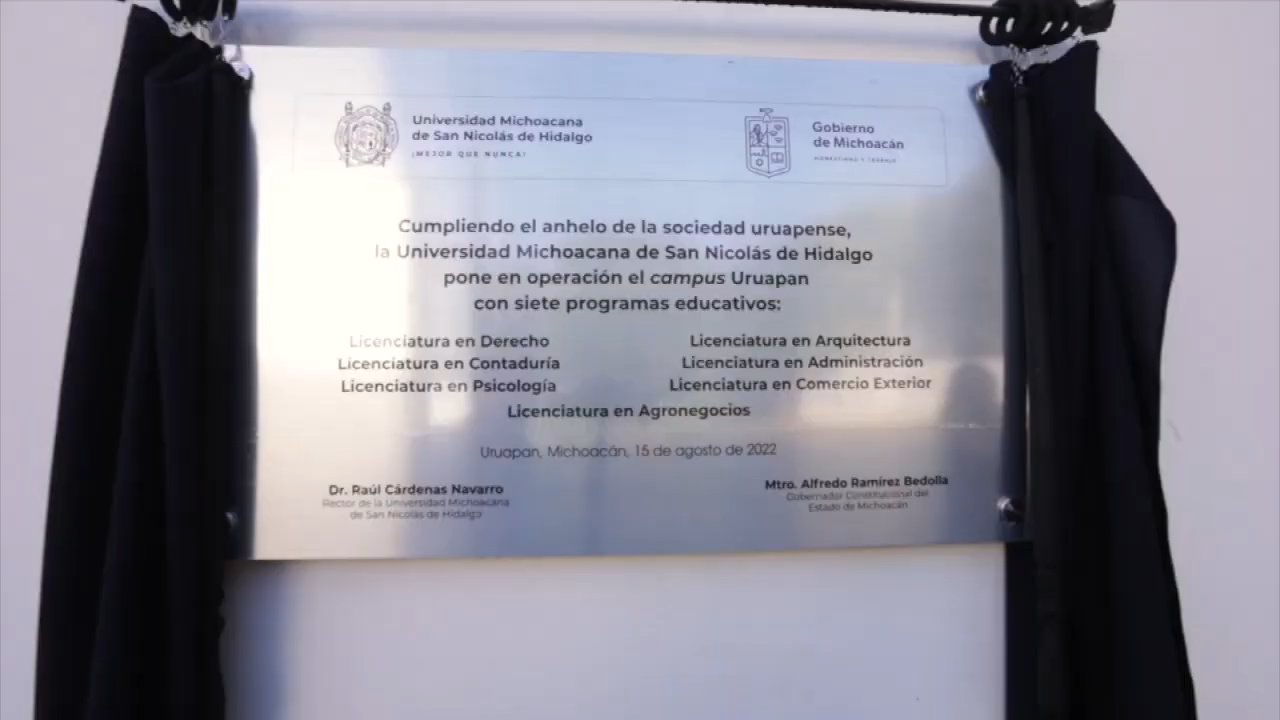 Universidad Michoacana
de San Nicolás de Hidalgo
¡MEJOR QUE NUNCA!
Gobierno
de Michoacán
HONESTIDAD Y TRABAJO
Cumpliendo el anhelo de la sociedad uruapense,
la Universidad Michoacana de San Nicolás de Hidalgo
pone en operación el campus Uruapan
con siete programas educativos:
Licenciatura en Derecho
Licenciatura en Contaduría
Licenciatura en Psicología
Licenciatura en Arquitectura
Licenciatura en Administración
Licenciatura en Comercio Exterior
Licenciatura en Agronegocios
Uruapan, Michoacán, 15 de agosto de 2022
Dr. Raúl Cárdenas Navarro
Rector de la Universidad Michoacana
de San Nicolás de Hidalgo
Mtro. Alfredo Ramírez Bedolla
Gobernador Constitucional del
Estado de Michoacán